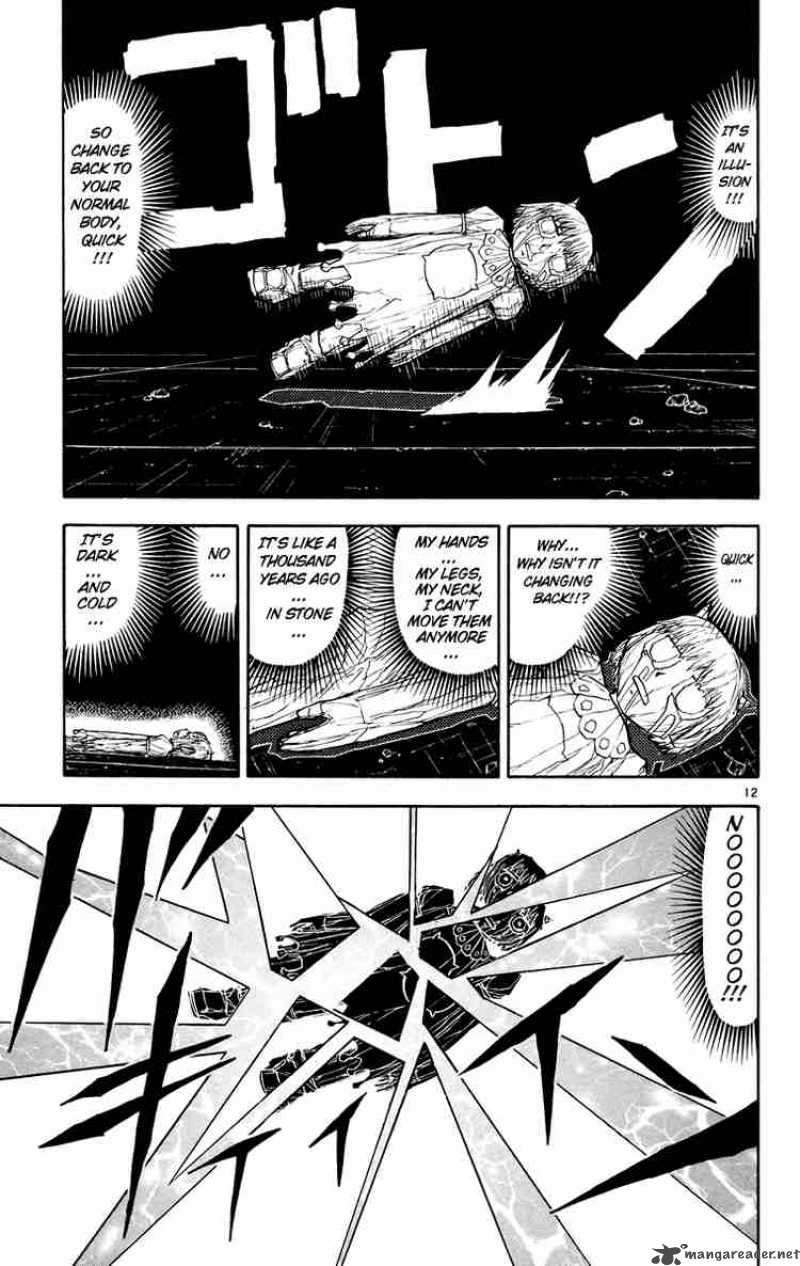 IT'S
AN
ILLU-
SION
!!!
SO
CHANGE
BACK TO
YOUR
NORMAL
BODY,
QUICK
!!!
ゴトーン
QUICK
...
WHY...
WHY ISN'T IT
CHANGING
BACK!!?
MY HANDS
...
MY LEGS,
MY NECK,
I CAN'T
MOVE THEM
ANYMORE
...
IT'S LIKE A
THOUSAND
YEARS AGO
...
IN STONE
...
NO
...
IT'S
DARK
...
AND
COLD
...
12
NOOOOOOOO!!!
mangareader.net